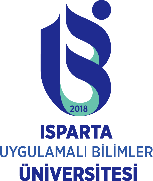 2018
ISPARTA
UYGULAMALI BİLİMLER
ÜNİVERSİTESİ